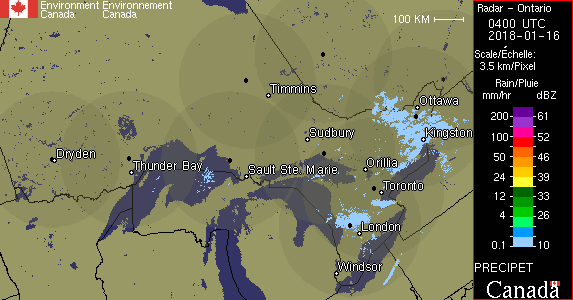 Environment Environnement
Canada Canada
100 KM
Timmins
Ottawa
Sudbury
Kingston
Dryden
Thunder Bay
Sault Ste. Marie
Orillia
Toronto
London
Windsor
Radar - Ontario
0400 UTC
2018-01-16
Scale/Échelle:
3.5 km/Pixel
Rain/Pluie
mm/hr dBZ
200 61
100 52
50 46
24 39
12 33
4 26
0.1 10
PRECIPET
Canada